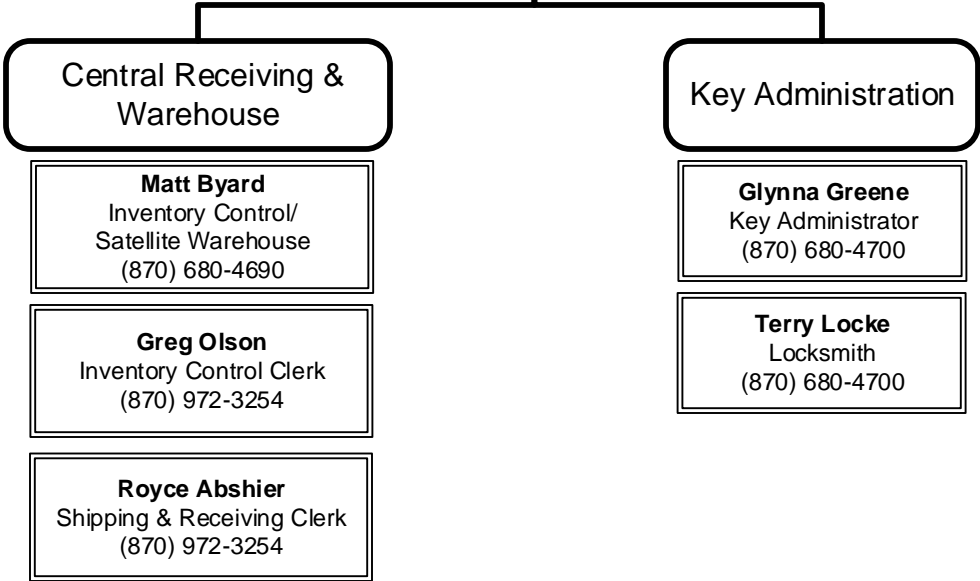 Central Receiving &
Warehouse
Matt Byard
Inventory Control/
Satellite Warehouse
(870) 680-4690
Greg Olson
Inventory Control Clerk
(870) 972-3254
Royce Abshier
Shipping & Receiving Clerk
(870) 972-3254
Key Administration
Glynna Greene
Key Administrator
(870) 680-4700
Terry Locke
Locksmith
(870) 680-4700